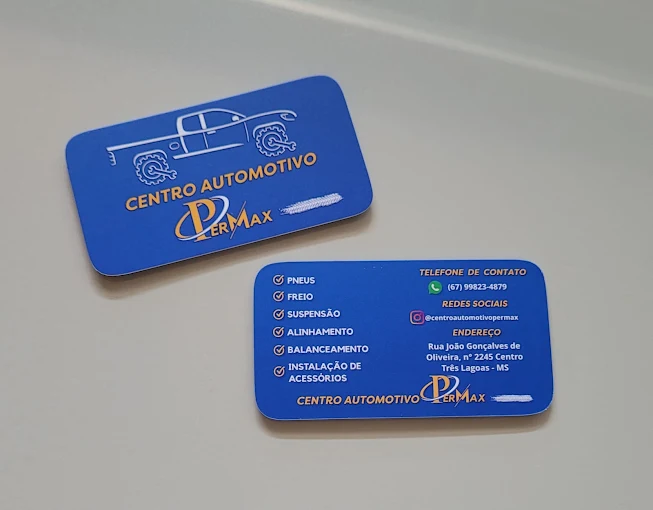 CENTRO AUTOMOTIVO
PERMAX
PNEUS
FREIO
SUSPENSÃO
ALINHAMENTO
BALANCEAMENTO
INSTALAÇÃO DE
ACESSÓRIOS
TELEFONE DE CONTATO
(67) 99823-4879
REDES SOCIAIS
@centroautomotivopermax
ENDEREÇO
Rua João Gonçalves de
Oliveira, n° 2245 Centro
Três Lagoas - MS
CENTRO AUTOMOTIVO PERMAX